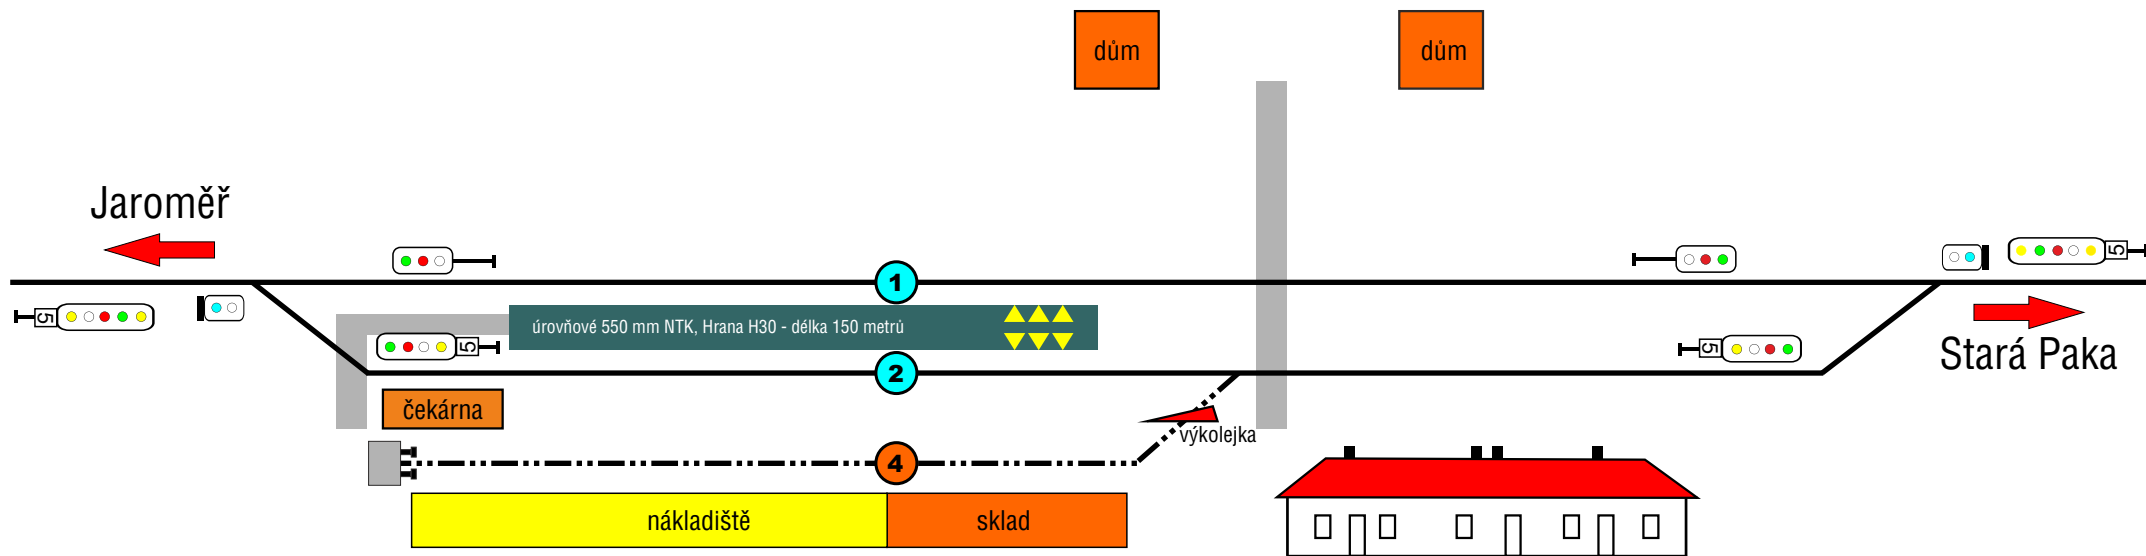 dům
dům
Jaroměř
5
1
5
úrovňové 550 mm NTK, Hrana H30 - délka 150 metrů
5
5
Stará Paka
2
čekárna
výkolejka
4
nákladiště
sklad